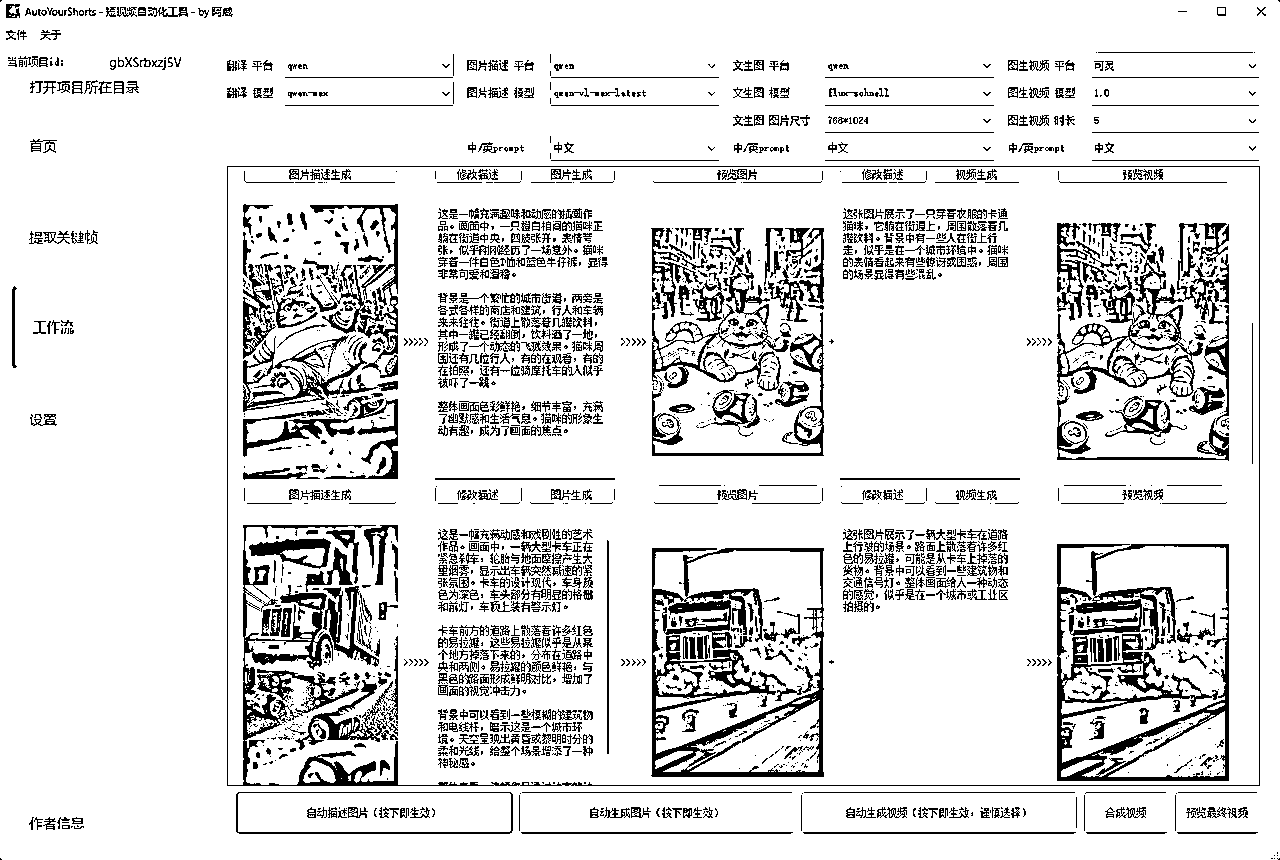 AutoYourShorts - 短视频自动化工具 - by 阿威
文件 关于
当前项目id: gbXSrbxzj5V
打开项目所在目录
首页
提取关键帧
工作流
设置
作者信息
翻译 平台 qwen 图片描述 平台 qwen 文生图 平台 qwen 图生视频 平台 可灵
翻译 模型 qwen-max 图片描述 模型 qwen-vl-max-latest 文生图 模型 flux-schnell 图生视频 模型 1.0
文生图 图片尺寸 768*1024 图生视频 时长 5
中/英prompt 中文 中/英prompt 中文 中/英prompt 中文
图片描述生成 修改描述 图片生成 预览图片 修改描述 视频生成 预览视频
这是一幅充满趣味和动感的插画作
品。画面中，一只橙白相间的猫咪正
躺在街道中央，四肢张开，表情夸
张，似乎刚刚经历了一场意外。猫咪
穿着一件白色T恤和蓝色牛仔裤，显得
非常可爱和滑稽。
背景是一个繁忙的城市街道，两旁是
各式各样的商店和建筑，行人和车辆
来来往往。街道上散落着几罐饮料，
其中一罐已经翻倒，饮料洒了一地，
形成了一个动态的飞溅效果。猫咪周
围还有几位行人，有的在观看，有的
在拍照，还有一位骑摩托车的人似乎
被吓了一跳。
整体画面色彩鲜艳，细节丰富，充满
了幽默感和生活气息。猫咪的形象生
动有趣，成为了画面的焦点。
这张图片展示了一只穿着衣服的卡通
猫咪，它躺在街道上，周围散落着几
罐饮料。背景中有一些人在街上行
走，似乎是在一个城市环境中。猫咪
的表情看起来有些惊讶或困惑，周围
的场景显得有些混乱。
>>>>> >>>>> + >>>>>
图片描述生成 修改描述 图片生成 预览图片 修改描述 视频生成 预览视频
这是一幅充满动感和戏剧性的艺术
作品。画面中，一辆大型卡车正在
紧急刹车，轮胎与地面摩擦产生大
量烟雾，显示出车辆突然减速的紧
张氛围。卡车的设计现代，车身颜
色为深色，车头部分有明显的格栅
和前灯，车顶上装有警示灯。
卡车前方的道路上散落着许多红色
的易拉罐，这些易拉罐似乎是从某
个地方掉落下来的，分布在道路中
央和两侧。易拉罐的颜色鲜艳，与
黑色的路面形成鲜明对比，增加了
画面的视觉冲击力。
背景中可以看到一些模糊的建筑物
和电线杆，暗示这是一个城市环
境。天空呈现出黄昏或黎明时分的
柔和光线，给整个场景增添了一种
神秘感。
这张图片展示了一辆大型卡车在道路
上行驶的场景。路面上散落着许多红
色的易拉罐，可能是从卡车上掉落的
货物。背景中可以看到一些建筑物和
交通信号灯。整体画面给人一种动态
的感觉，似乎是在一个城市或工业区
拍摄的。
>>>>> >>>>> + >>>>>
自动描述图片（按下即生效） 自动生成图片（按下即生效） 自动生成视频（按下即生效，谨慎选择） 合成视频 预览最终视频